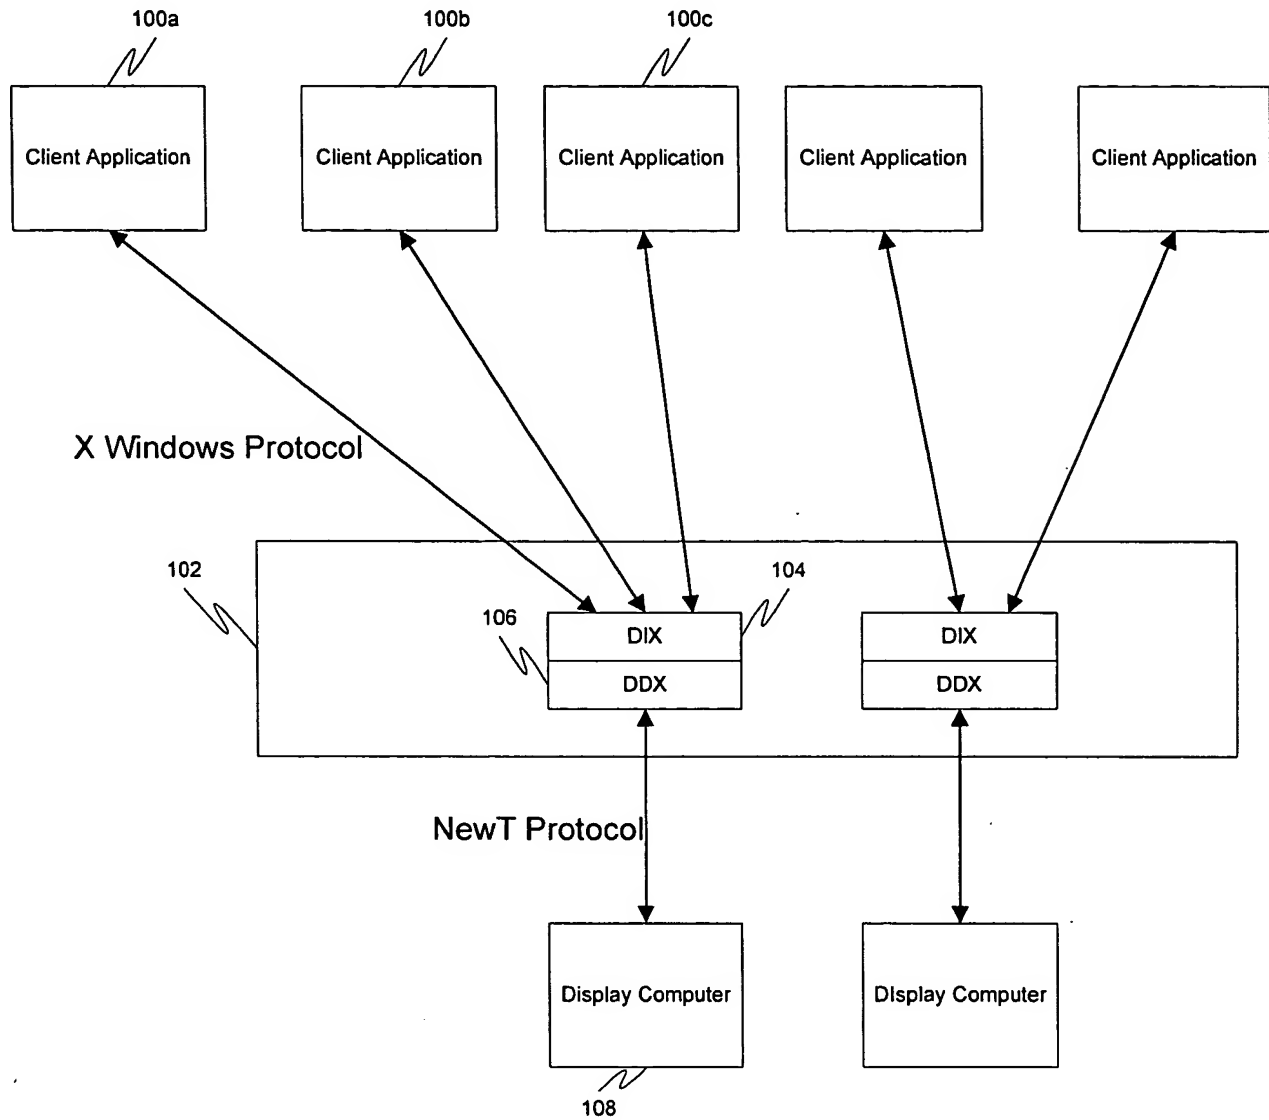 100a
100b
100c
Client Application
Client Application
Client Application
Client Application
Client Application
X Windows Protocol
102
104
106
DIX
DIX
DDX
DDX
NewT Protocol
Display Computer
DIsplay Computer
108